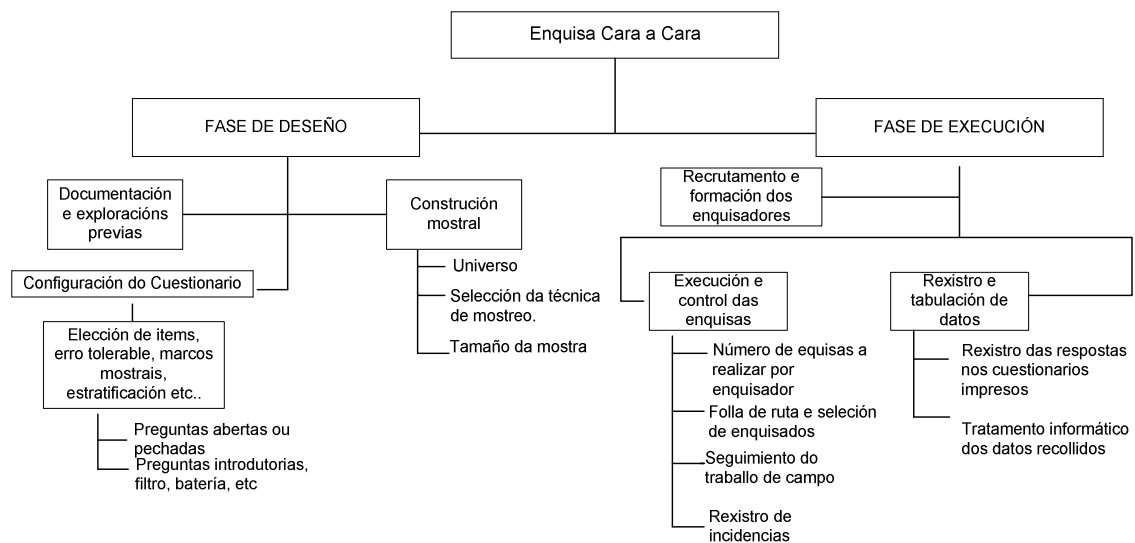 Enquisa Cara a Cara
FASE DE DESEÑO
FASE DE EXECUCIÓN
Documentación
e exploracións
previas
Construción
mostral
Universo
Selección da técnica
de mostreo.
Tamaño da mostra
Configuración do Cuestionario
Elección de items,
erro tolerable, marcos
mostrais,
estratificación etc..
Preguntas abertas ou
pechadas
Preguntas introdutorias,
filtro, batería, etc
Recrutamento e
formación dos
enquisadores
Execución e
control das
enquisas
Número de equisas a
realizar por
enquisador
Folla de ruta e seleción
de enquisados
Seguimiento do
traballo de campo
Rexistro de
incidencias
Rexistro e
tabulación de
datos
Rexistro das respostas
nos cuestionarios
impresos
Tratamento informático
dos datos recollidos